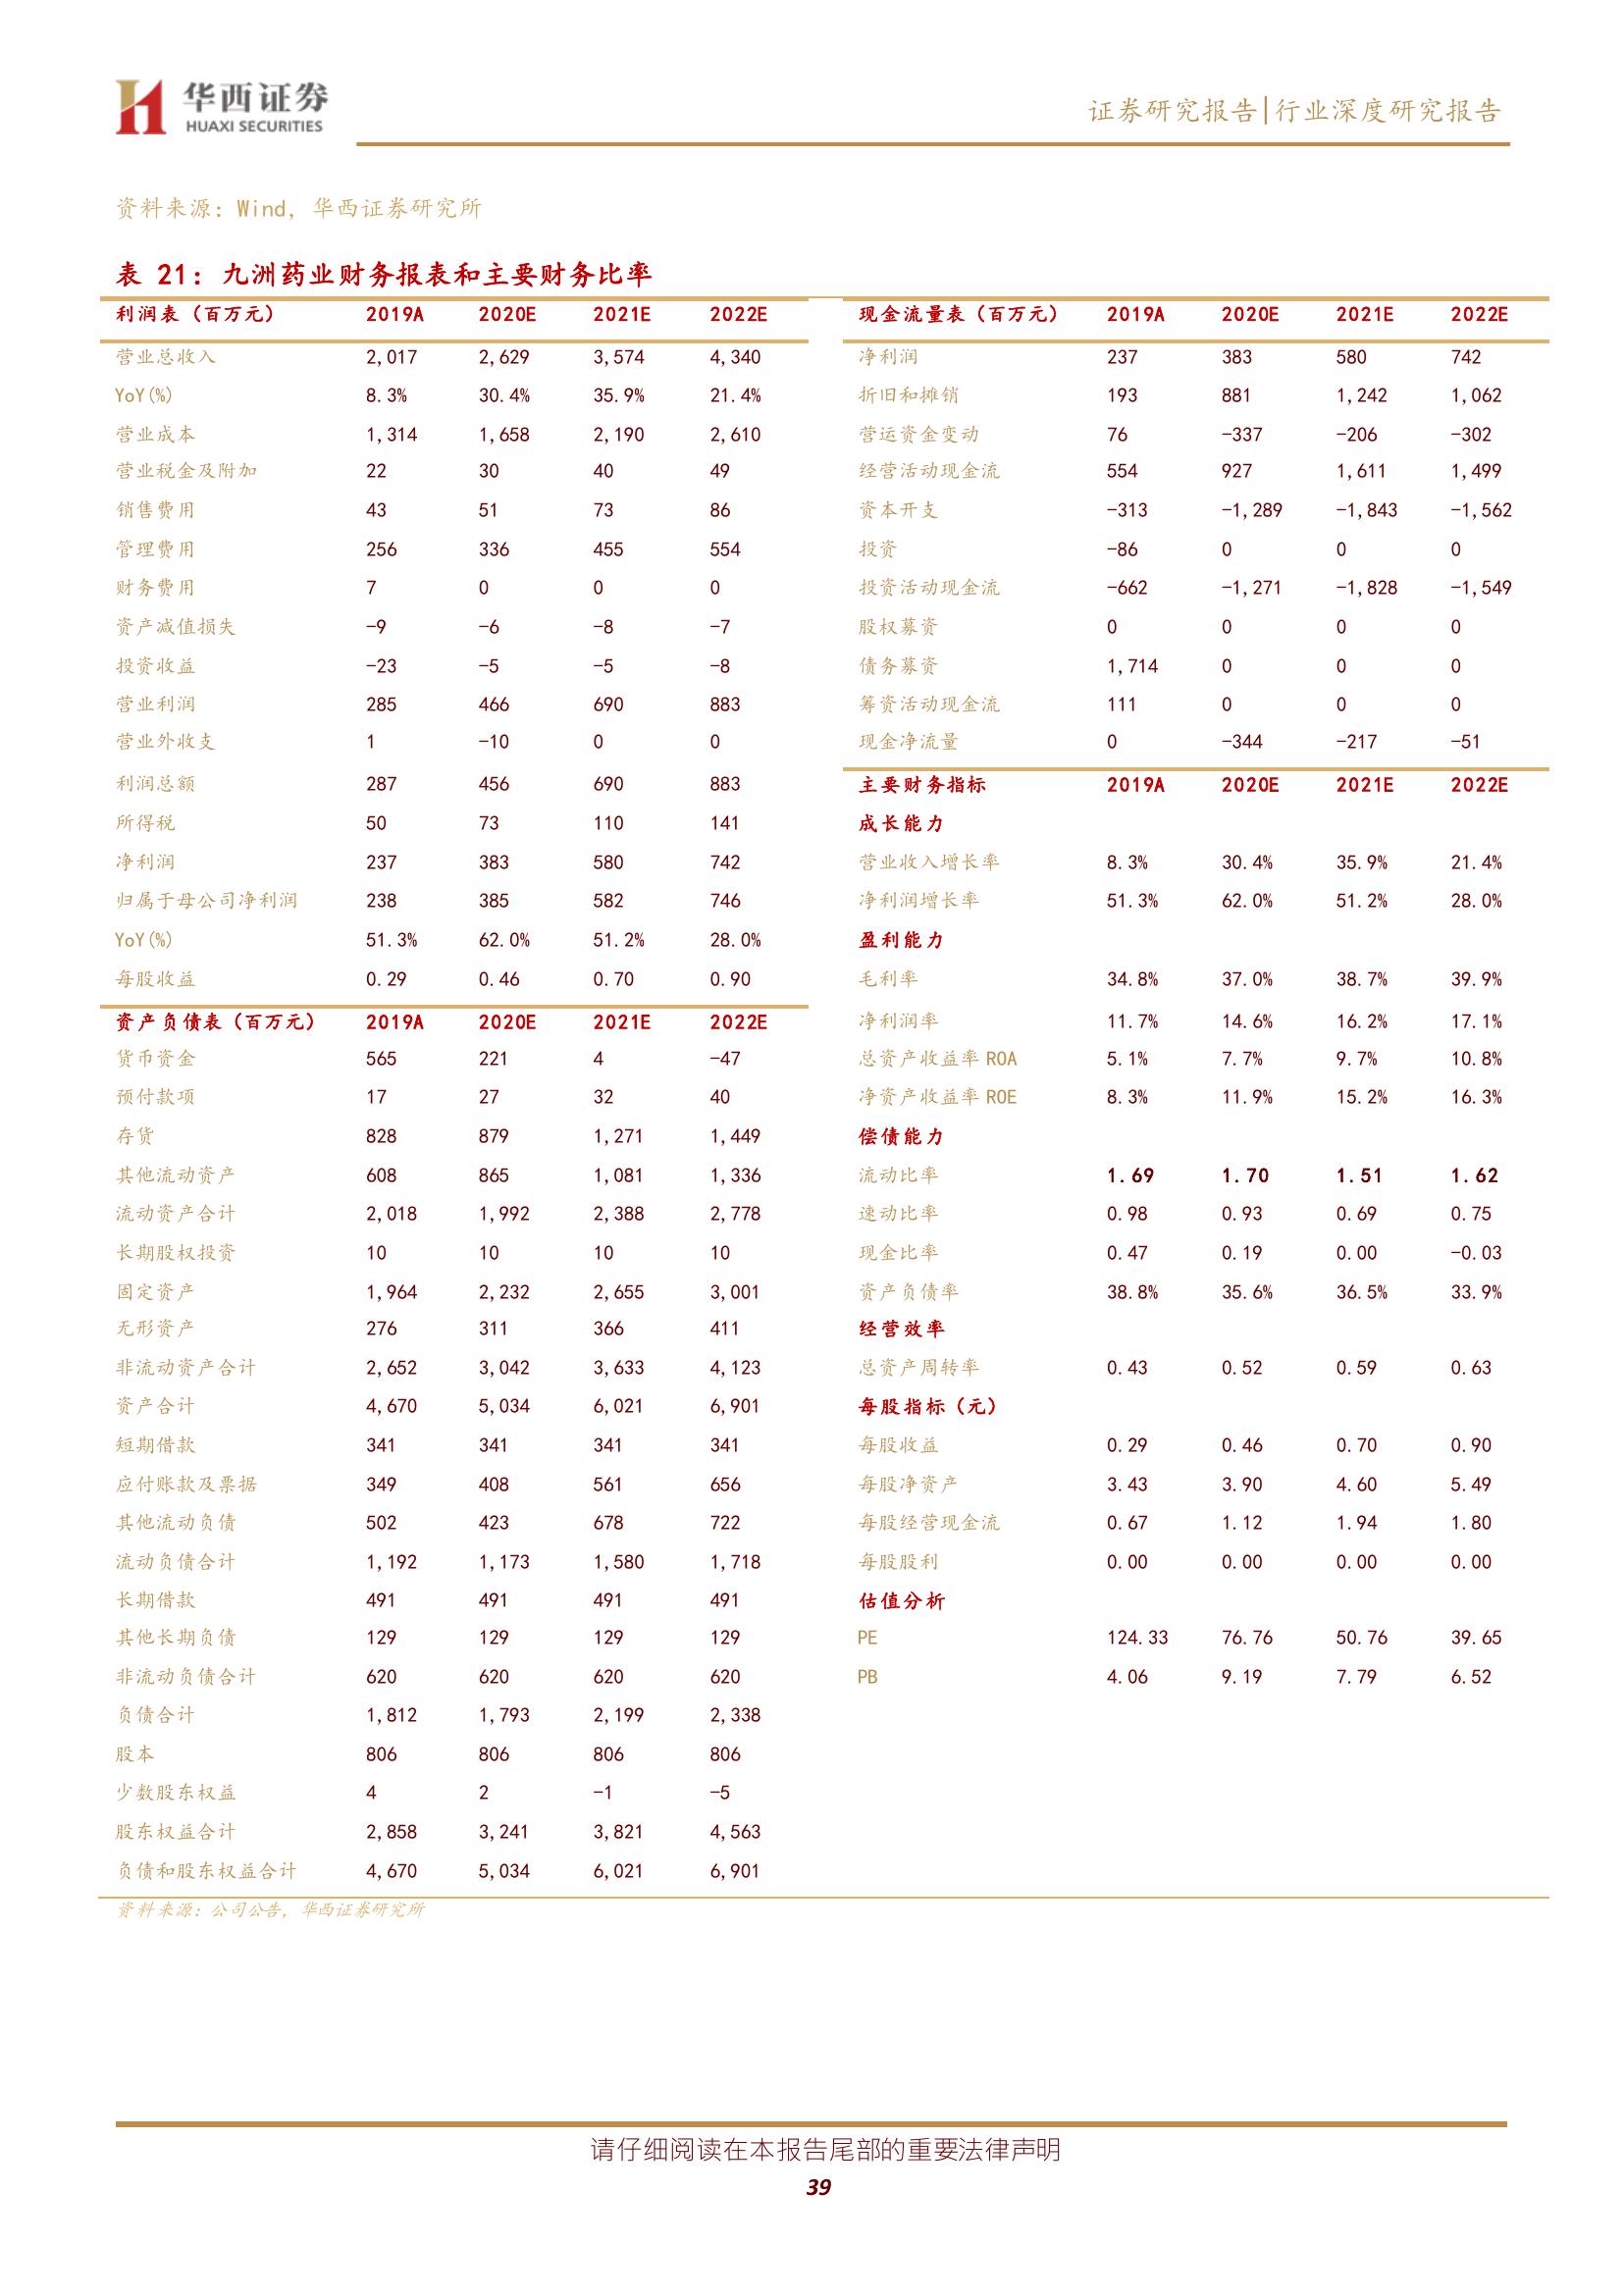 华西证券
HUAXI SECURITIES
证券研究报告|行业深度研究报告
资料来源：Wind，华西证券研究所
表 21：九洲药业财务报表和主要财务比率
利润表（百万元） 2019A 2020E 2021E 2022E
营业总收入 2,017 2,629 3,574 4,340
YoY(%) 8.3% 30.4% 35.9% 21.4%
营业成本 1,314 1,658 2,190 2,610
营业税金及附加 22 30 40 49
销售费用 43 51 73 86
管理费用 256 336 455 554
财务费用 7 0 0 0
资产减值损失 -9 -6 -8 -7
投资收益 -23 -5 -5 -8
营业利润 285 466 690 883
营业外收支 1 -10 0 0
利润总额 287 456 690 883
所得税 50 73 110 141
净利润 237 383 580 742
归属于母公司净利润 238 385 582 746
YoY(%) 51.3% 62.0% 51.2% 28.0%
每股收益 0.29 0.46 0.70 0.90
资产负债表（百万元） 2019A 2020E 2021E 2022E
货币资金 565 221 4 -47
预付款项 17 27 32 40
存货 828 879 1,271 1,449
其他流动资产 608 865 1,081 1,336
流动资产合计 2,018 1,992 2,388 2,778
长期股权投资 10 10 10 10
固定资产 1,964 2,232 2,655 3,001
无形资产 276 311 366 411
非流动资产合计 2,652 3,042 3,633 4,123
资产合计 4,670 5,034 6,021 6,901
短期借款 341 341 341 341
应付账款及票据 349 408 561 656
其他流动负债 502 423 678 722
流动负债合计 1,192 1,173 1,580 1,718
长期借款 491 491 491 491
其他长期负债 129 129 129 129
非流动负债合计 620 620 620 620
负债合计 1,812 1,793 2,199 2,338
股本 806 806 806 806
少数股东权益 4 2 -1 -5
股东权益合计 2,858 3,241 3,821 4,563
负债和股东权益合计 4,670 5,034 6,021 6,901
现金流量表（百万元） 2019A 2020E 2021E 2022E
净利润 237 383 580 742
折旧和摊销 193 881 1,242 1,062
营运资金变动 76 -337 -206 -302
经营活动现金流 554 927 1,611 1,499
资本开支 -313 -1,289 -1,843 -1,562
投资 -86 0 0 0
投资活动现金流 -662 -1,271 -1,828 -1,549
股权募资 0 0 0 0
债务募资 1,714 0 0 0
筹资活动现金流 111 0 0 0
现金净流量 0 -344 -217 -51
主要财务指标 2019A 2020E 2021E 2022E
成长能力
营业收入增长率 8.3% 30.4% 35.9% 21.4%
净利润增长率 51.3% 62.0% 51.2% 28.0%
盈利能力
毛利率 34.8% 37.0% 38.7% 39.9%
净利润率 11.7% 14.6% 16.2% 17.1%
总资产收益率 ROA 5.1% 7.7% 9.7% 10.8%
净资产收益率 ROE 8.3% 11.9% 15.2% 16.3%
偿债能力
流动比率 1.69 1.70 1.51 1.62
速动比率 0.98 0.93 0.69 0.75
现金比率 0.47 0.19 0.00 -0.03
资产负债率 38.8% 35.6% 36.5% 33.9%
经营效率
总资产周转率 0.43 0.52 0.59 0.63
每股指标（元）
每股收益 0.29 0.46 0.70 0.90
每股净资产 3.43 3.90 4.60 5.49
每股经营现金流 0.67 1.12 1.94 1.80
每股股利 0.00 0.00 0.00 0.00
估值分析
PE 124.33 76.76 50.76 39.65
PB 4.06 9.19 7.79 6.52
资料来源：公司公告，华西证券研究所
请仔细阅读在本报告尾部的重要法律声明
39